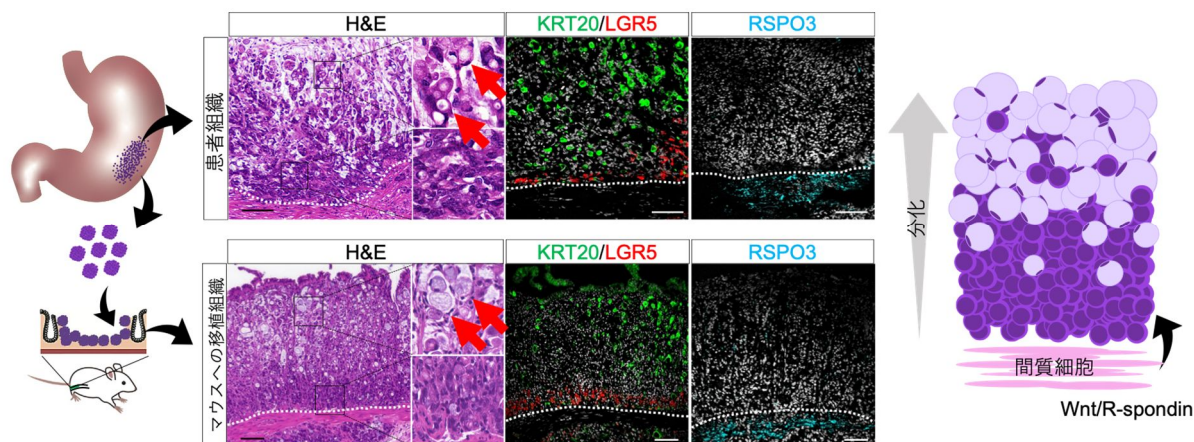 H&E
KRT20/LGR5
RSPO3
患者組織
H&E
KRT20/LGR5
RSPO3
マウスへの移植組織
分化
間質細胞
Wnt/R-spondin